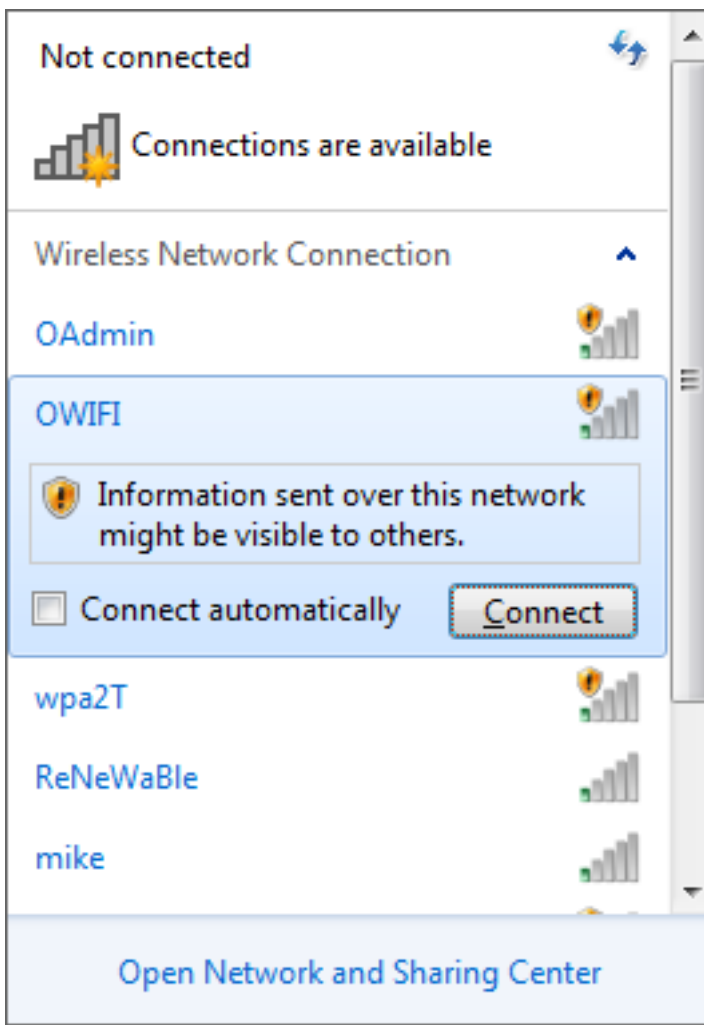 Not connected
Connections are available
Wireless Network Connection
OAdmin
OWIFI
Information sent over this network
might be visible to others.
Connect automatically
Connect
wpa2T
ReNeWaBle
mike
Open Network and Sharing Center